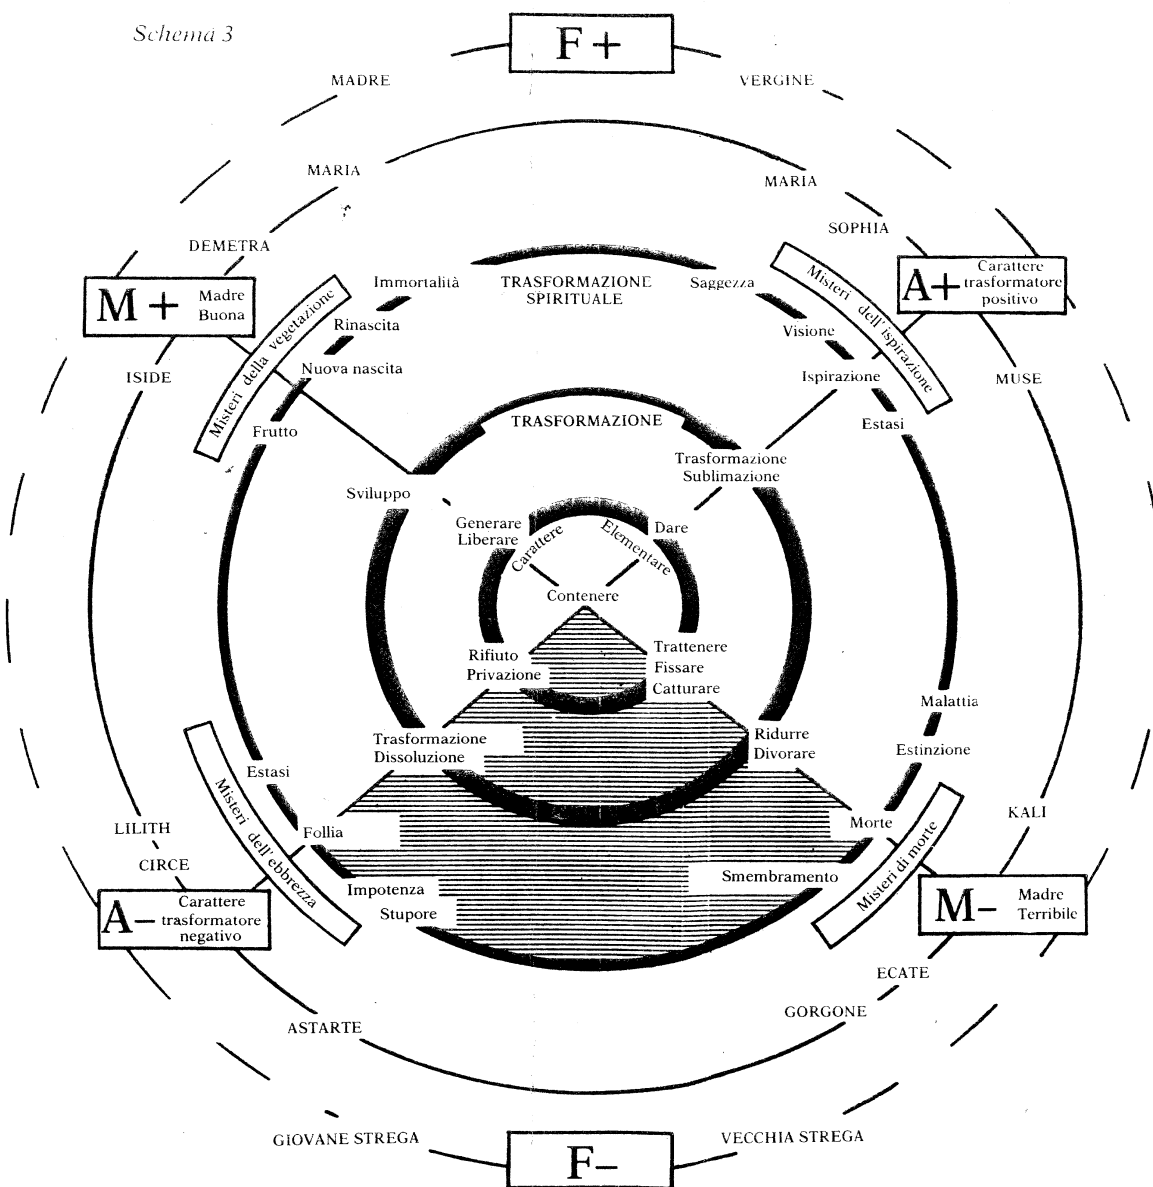 Schema 3
F +
MADRE
VERGINE
MARIA
MARIA
SOPHIA
DEMETRA
M + Madre
Buona
A+ Carattere
trasformatore
positivo
Misteri della vegetazione
Misteri dell'ispirazione
Immortalità
TRASFORMAZIONE
SPIRITUALE
Saggezza
Rinascita
Visione
Nuova nascita
Ispirazione
ISIDE
MUSE
Frutto
Estasi
TRASFORMAZIONE
Trasformazione
Sublimazione
Sviluppo
Generare
Liberare
Dare
Carattere
Elementare
Contenere
Rifiuto
Privazione
Trattenere
Fissare
Catturare
Malattia
Trasformazione
Dissoluzione
Ridurre
Divorare
Estinzione
Estasi
Misteri dell'ebbrezza
Misteri di morte
LILITH
CIRCE
Follia
Morte
KALI
Impotenza
Stupore
Smembramento
A– Carattere
trasformatore
negativo
M– Madre
Terribile
ECATE
GORGONE
ASTARTE
GIOVANE STREGA
VECCHIA STREGA
F–